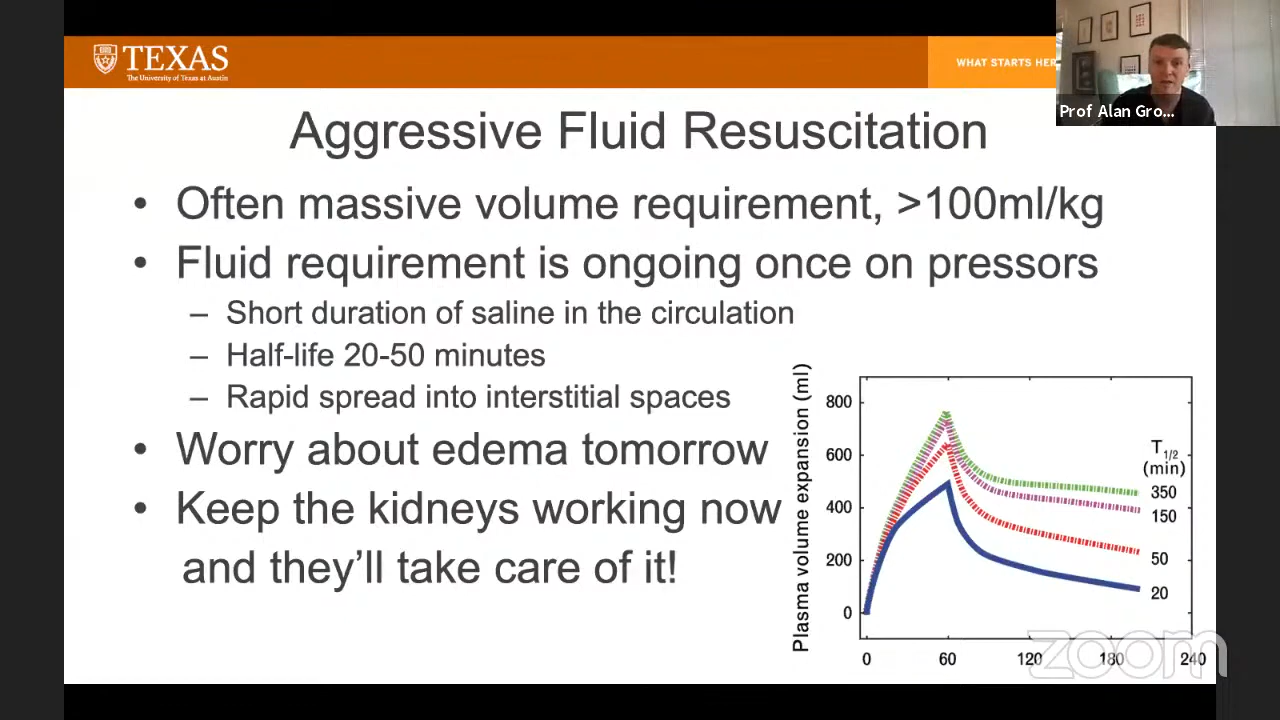 TEXAS
The University of Texas at Austin
WHAT STARTS HER
Prof Alan Gro...
Aggressive Fluid Resuscitation
• Often massive volume requirement, >100ml/kg
• Fluid requirement is ongoing once on pressors
– Short duration of saline in the circulation
– Half-life 20-50 minutes
– Rapid spread into interstitial spaces
• Worry about edema tomorrow
• Keep the kidneys working now
and they’ll take care of it!
Plasma volume expansion (ml)
800
600
400
200
0
T1/2
(min)
350
150
50
20
0 60 120 180 240
zoom